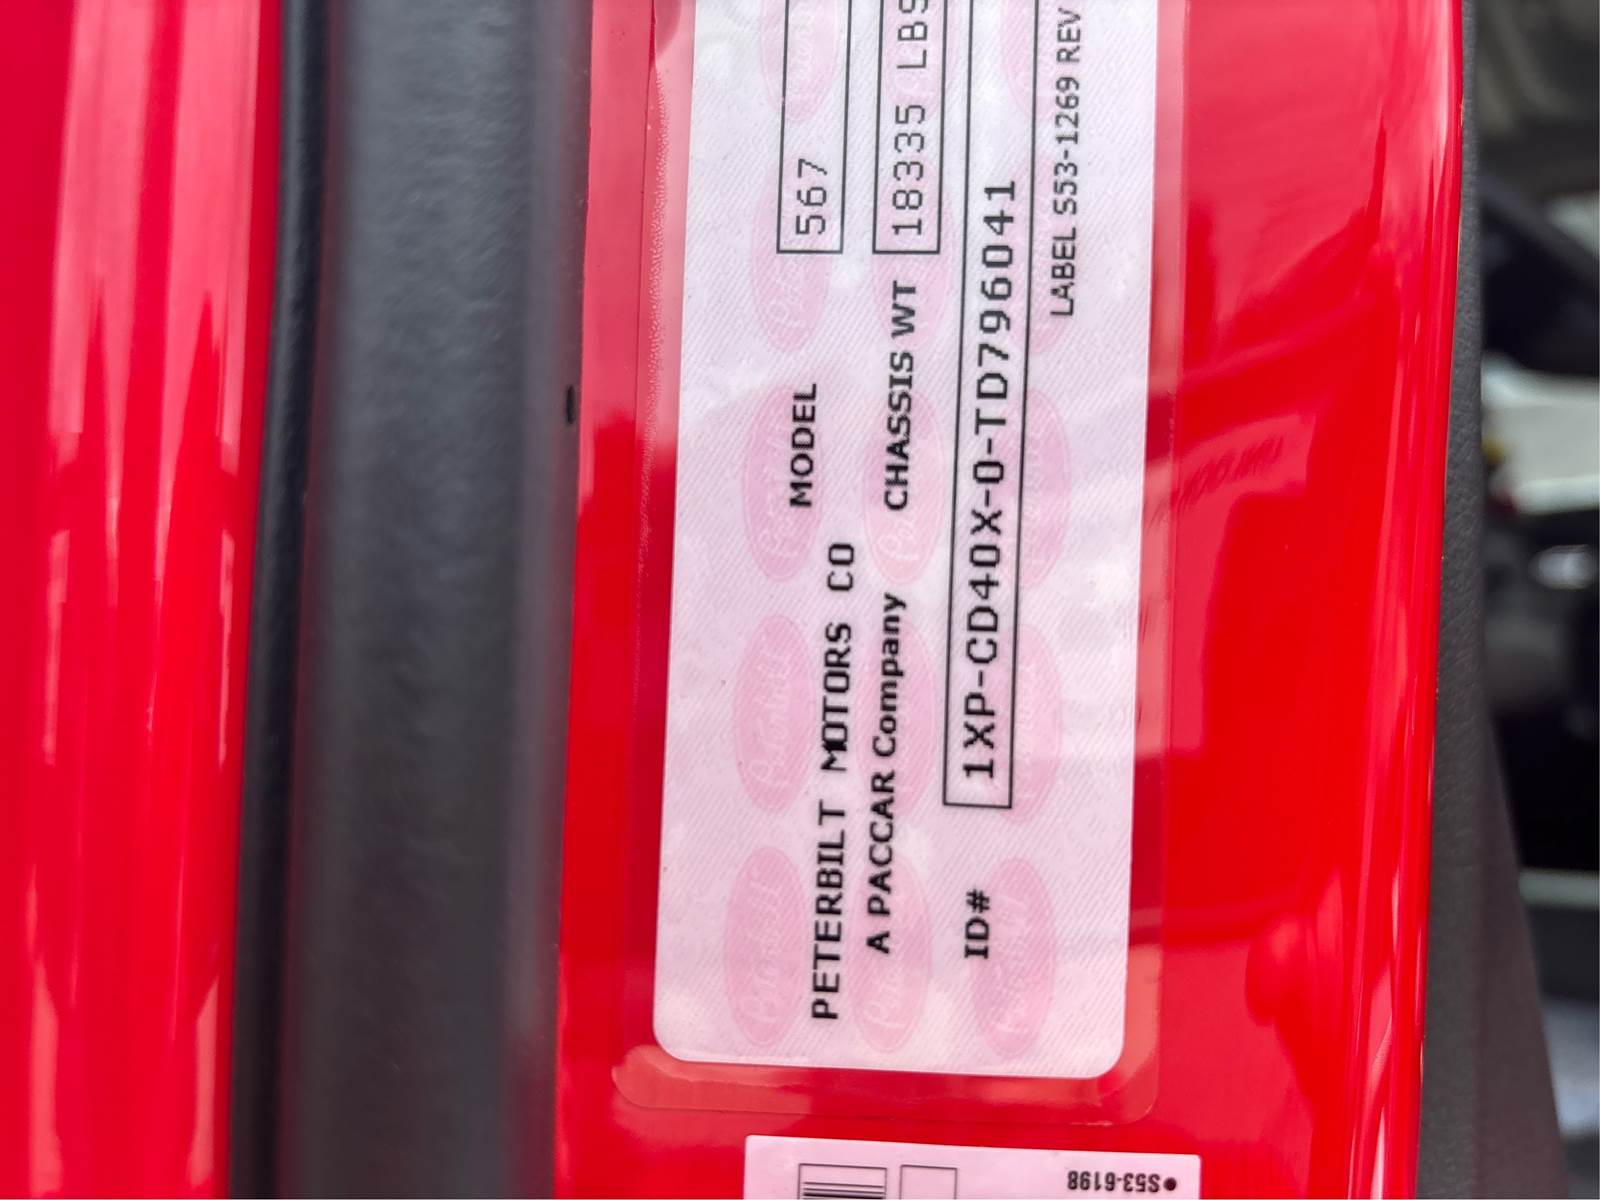 PETERBILT MOTORS CO
MODEL 567
A PACCAR Company
CHASSIS WT 18335 LBS
ID# 1XP-CD40X-0-TD796041
LABEL S53-1269 REV
•S53-6198